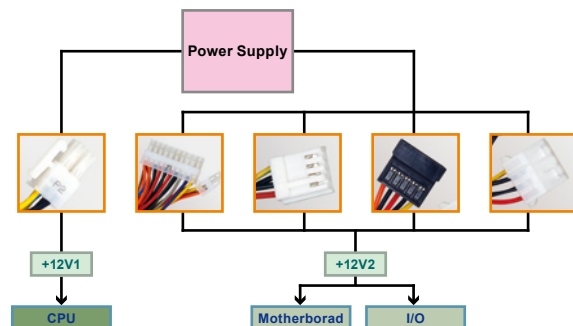 Power Supply
+12V1
+12V2
CPU
Motherborad
I/O